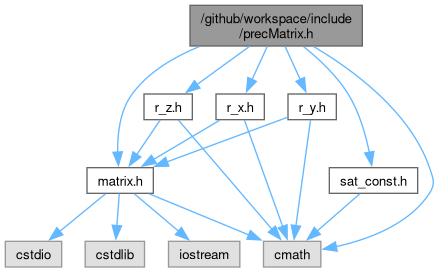 /github/workspace/include
/precMatrix.h
r_z.h
r_x.h
r_y.h
matrix.h
sat_const.h
cstdio
cstdlib
iostream
cmath